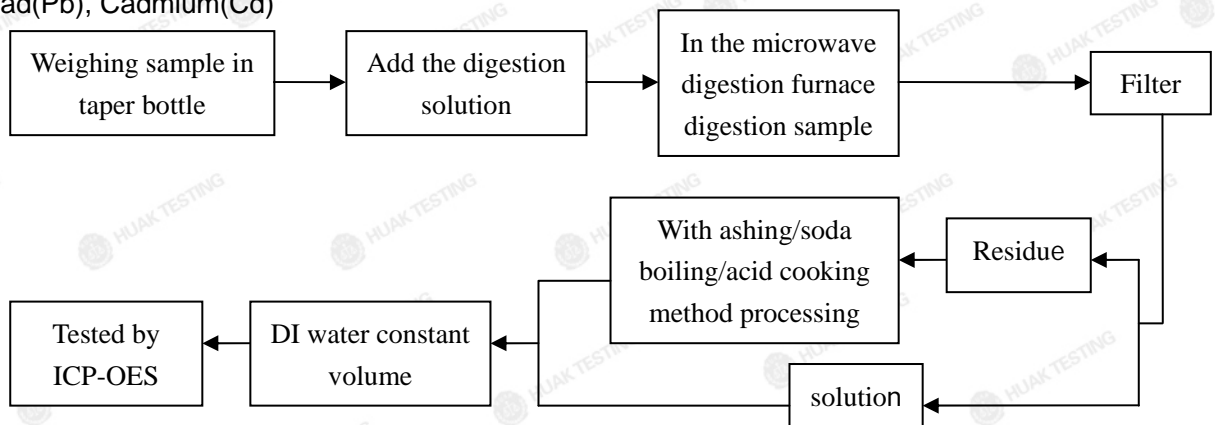 ad(Pb), Cadmium(Cd)
Weighing sample in
taper bottle
Add the digestion
solution
In the microwave
digestion furnace
digestion sample
Filter
With ashing/soda
boiling/acid cooking
method processing
Residue
Tested by
ICP-OES
DI water constant
volume
solution
HUAK TESTING